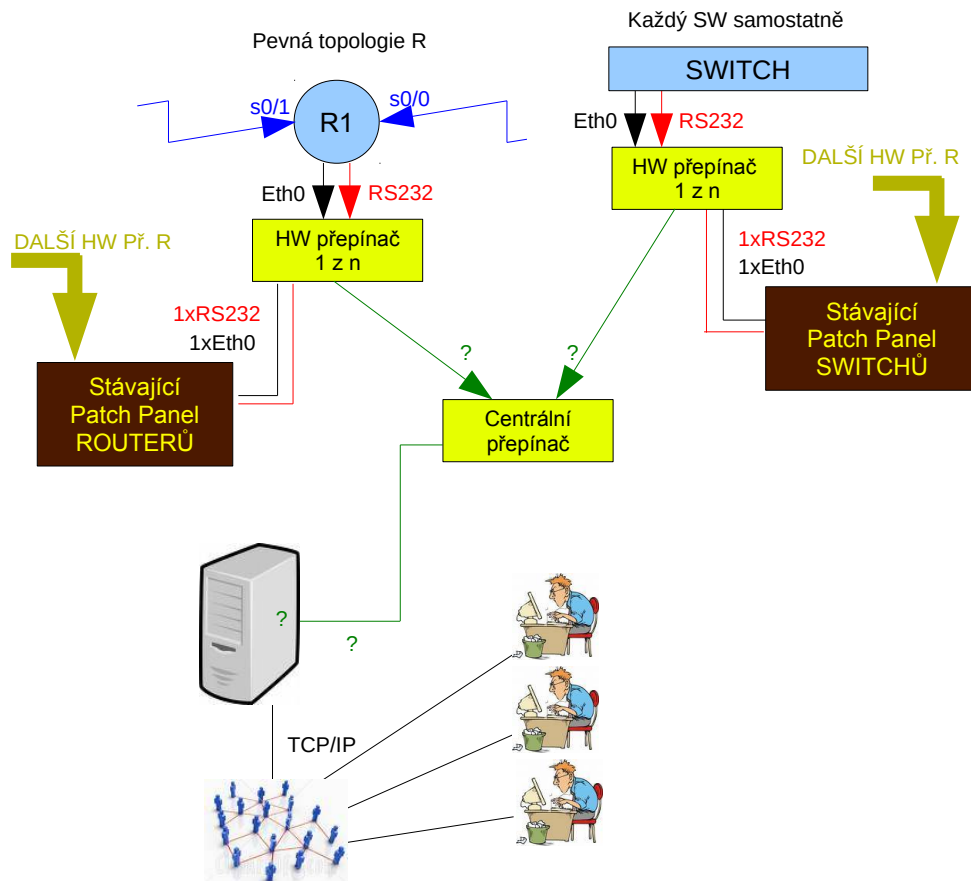 Každý SW samostatně
Pevná topologie R
SWITCH
s0/1
s0/0
R1
Eth0
RS232
Eth0
RS232
HW přepínač
1 z n
DALŠÍ HW Př. R
HW přepínač
1 z n
DALŠÍ HW Př. R
1xRS232
1xEth0
1xRS232
1xEth0
Stávající
Patch Panel
SWITCHŮ
Stávající
Patch Panel
ROUTERŮ
?
?
Centrální
přepínač
?
?
TCP/IP